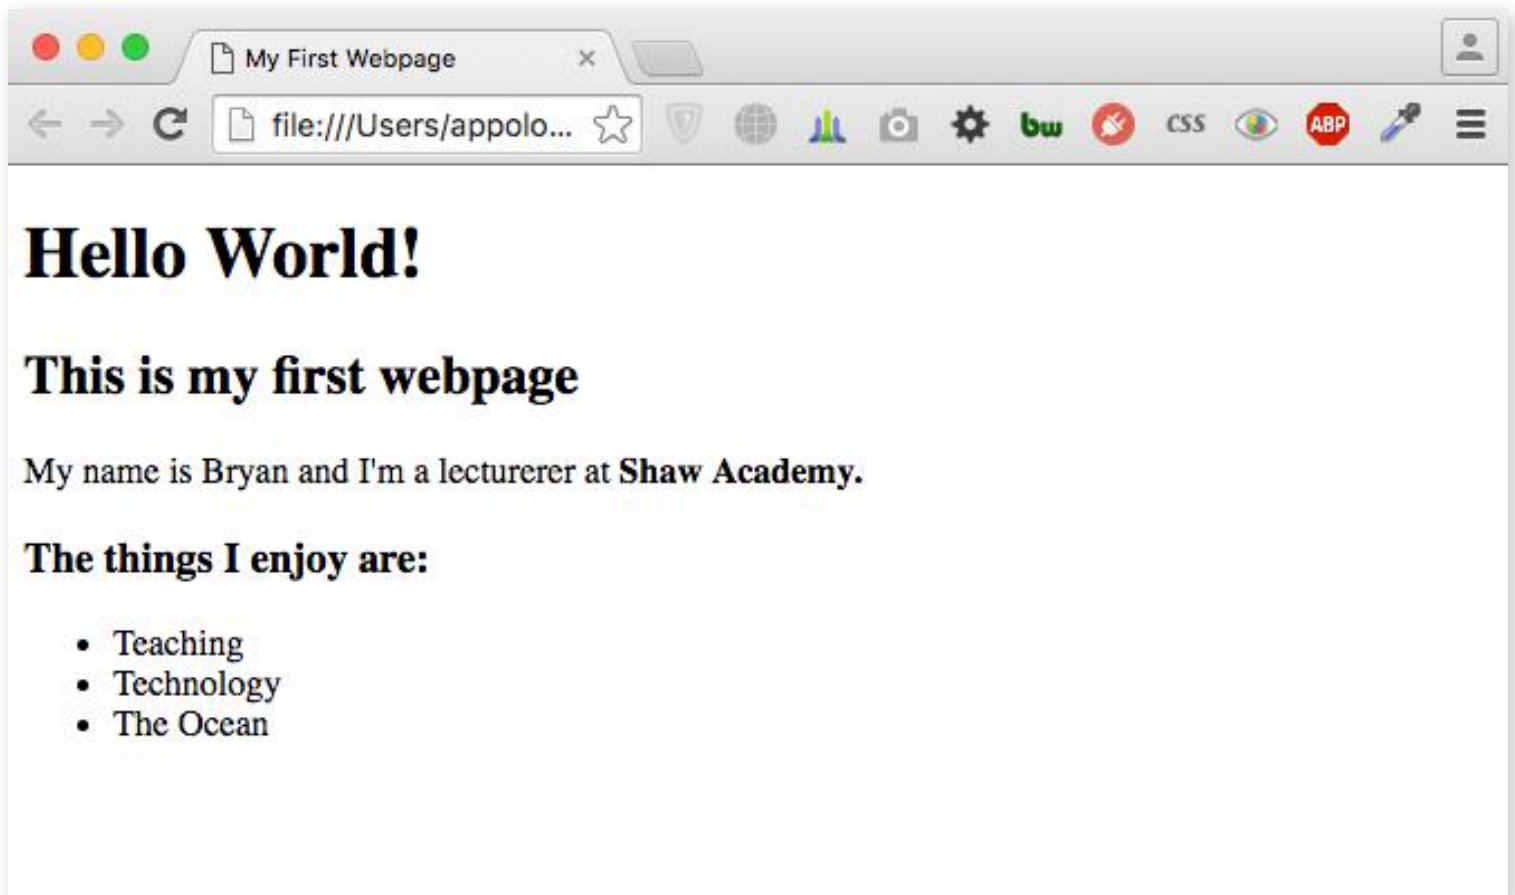 My First Webpage
file:///Users/appolo...
bw
CSS
ABP
Hello World!
This is my first webpage
My name is Bryan and I'm a lecturerer at Shaw Academy.
The things I enjoy are:
Teaching
Technology
The Ocean